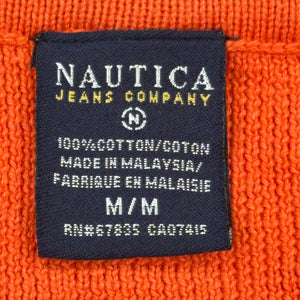 NAUTICA
JEANS COMPANY
N
100% COTTON/COTON
MADE IN MALAYSIA/
FABRIQUE EN MALAISIE
M/M
RN#67835 CA07415